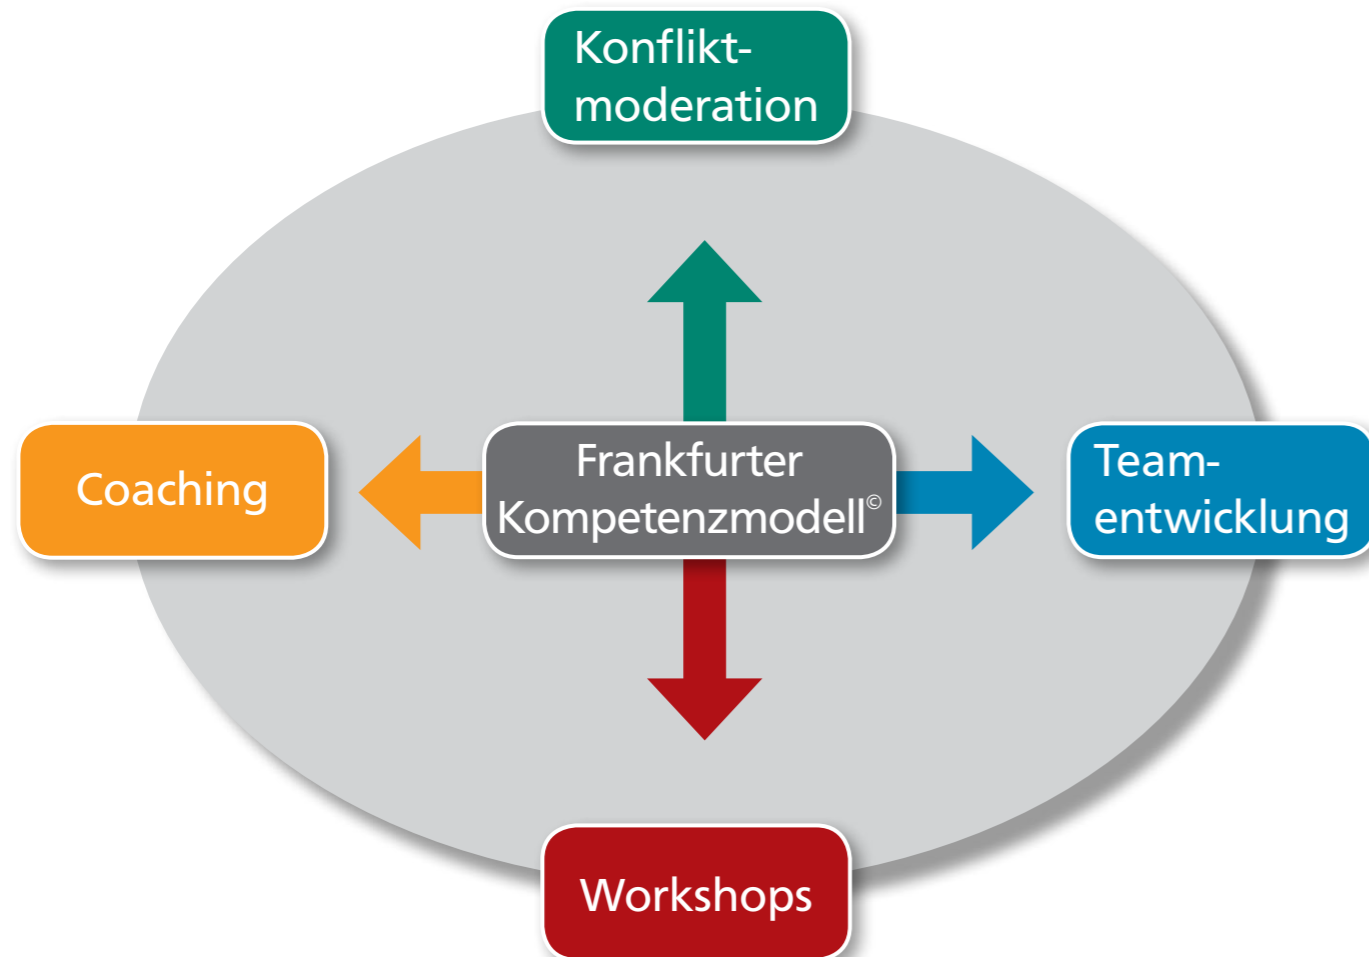 Konflikt-
moderation
Coaching
Frankfurter
Kompetenzmodell©
Team-
entwicklung
Workshops